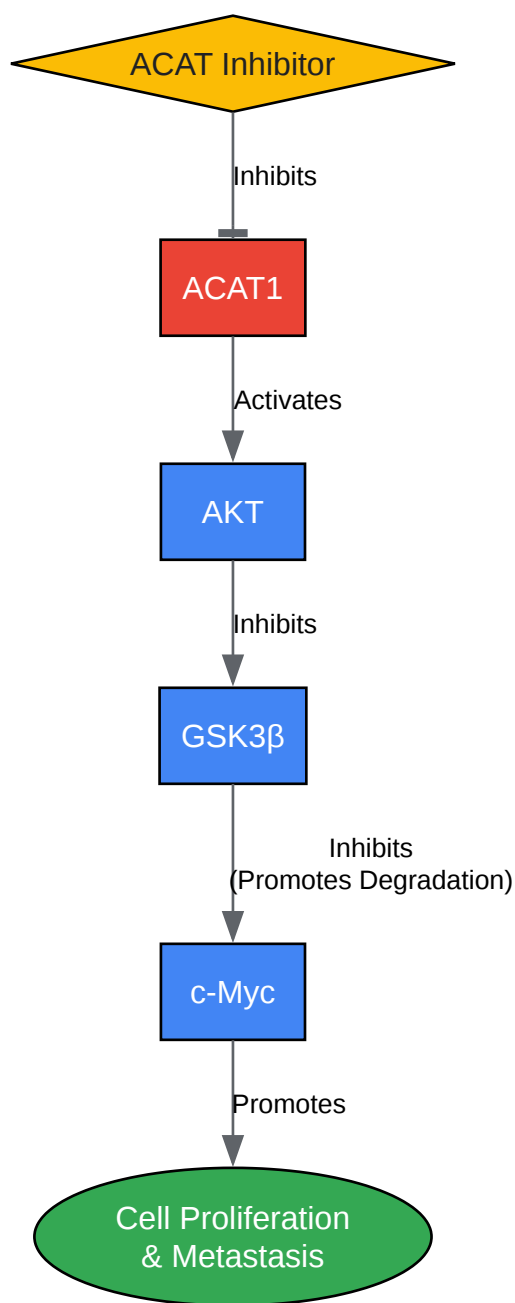 ACAT Inhibitor
Inhibits
ACAT1
Activates
AKT
Inhibits
GSK3β
Inhibits
(Promotes Degradation)
c-Myc
Promotes
Cell Proliferation
& Metastasis